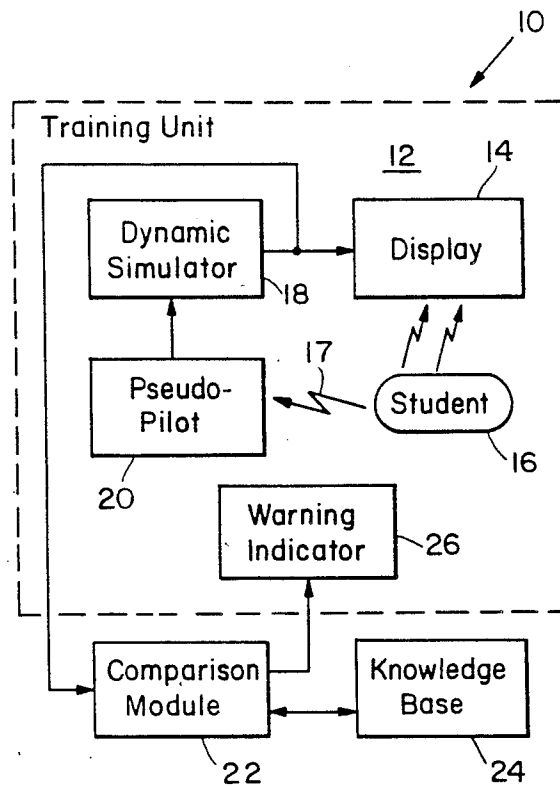 10
Training Unit
12
14
Dynamic
Simulator
18
Display
17
Pseudo-
Pilot
20
Student
16
Warning
Indicator
26
Comparison
Module
22
Knowledge
Base
24